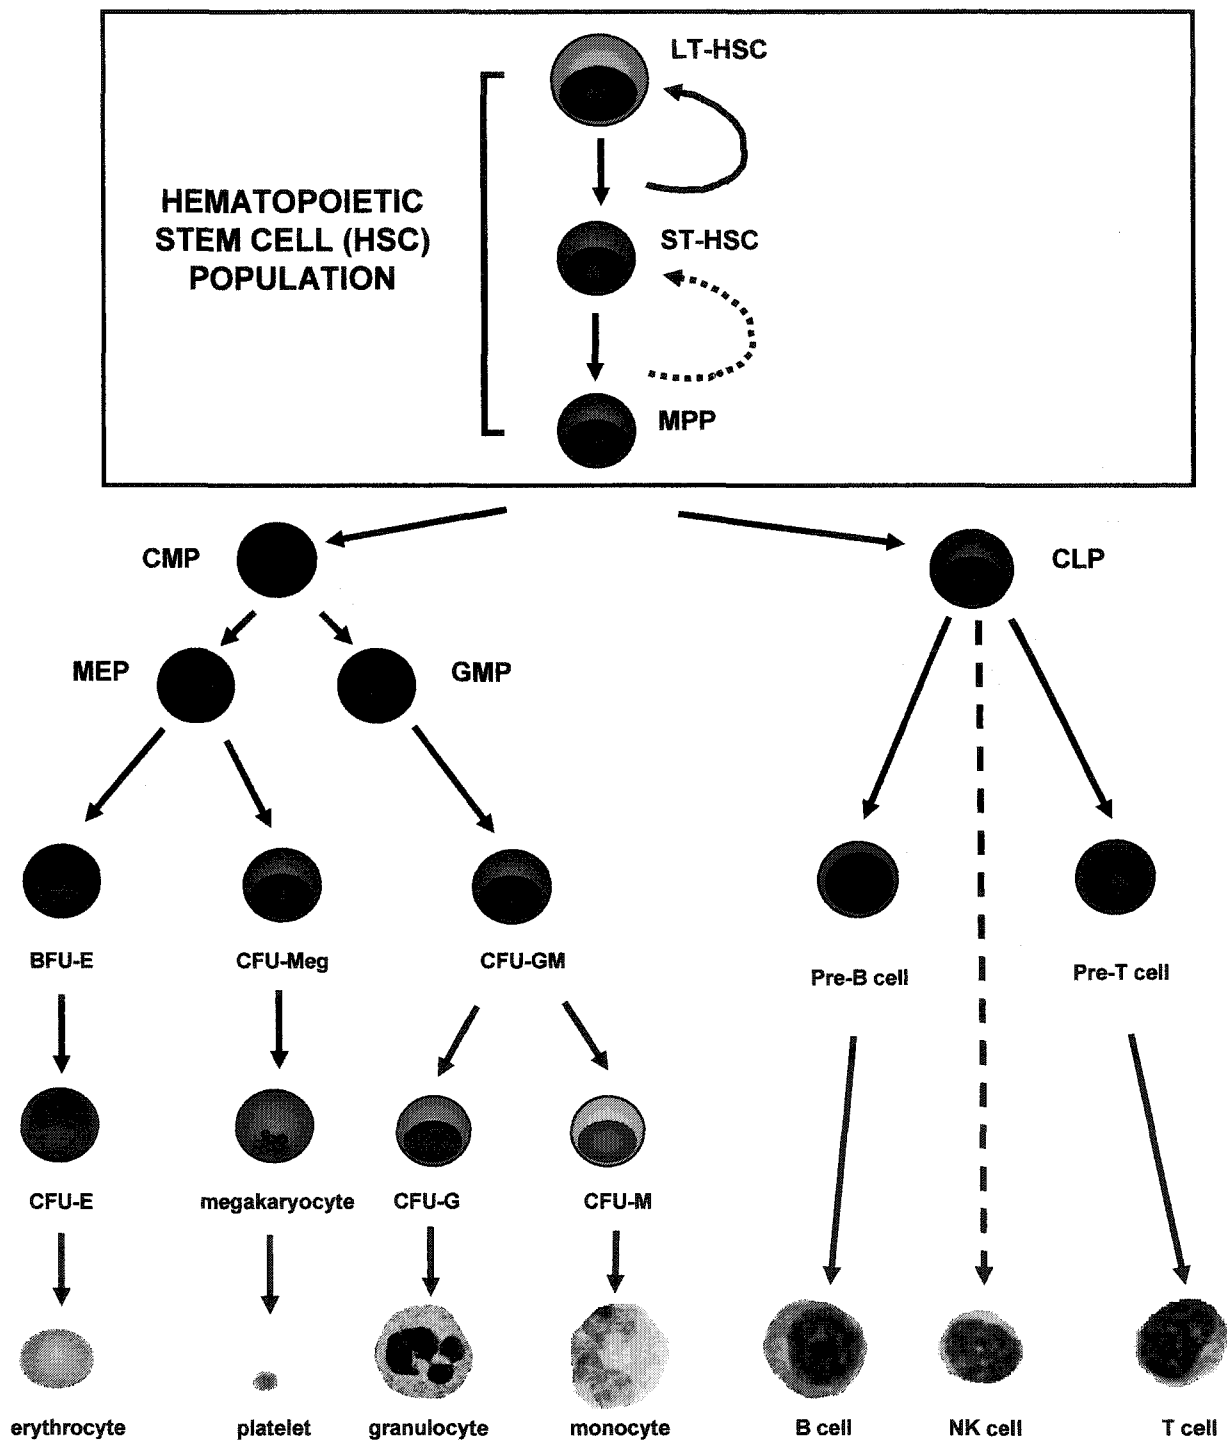 LT-HSC
HEMATOPOIETIC
STEM CELL (HSC)
POPULATION
ST-HSC
MPP
CMP
CLP
MEP
GMP
BFU-E
CFU-Meg
CFU-GM
Pre-B cell
Pre-T cell
CFU-E
megakaryocyte
CFU-G
CFU-M
erythrocyte
platelet
granulocyte
monocyte
B cell
NK cell
T cell